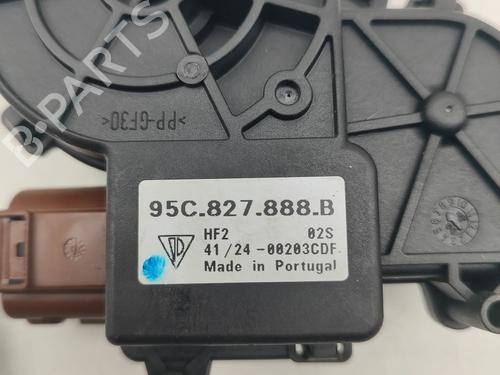 B-PARTS
>PP-GF30<
95C.827.888.B
HF2 02S
41/24-00203CDF
Made in Portugal